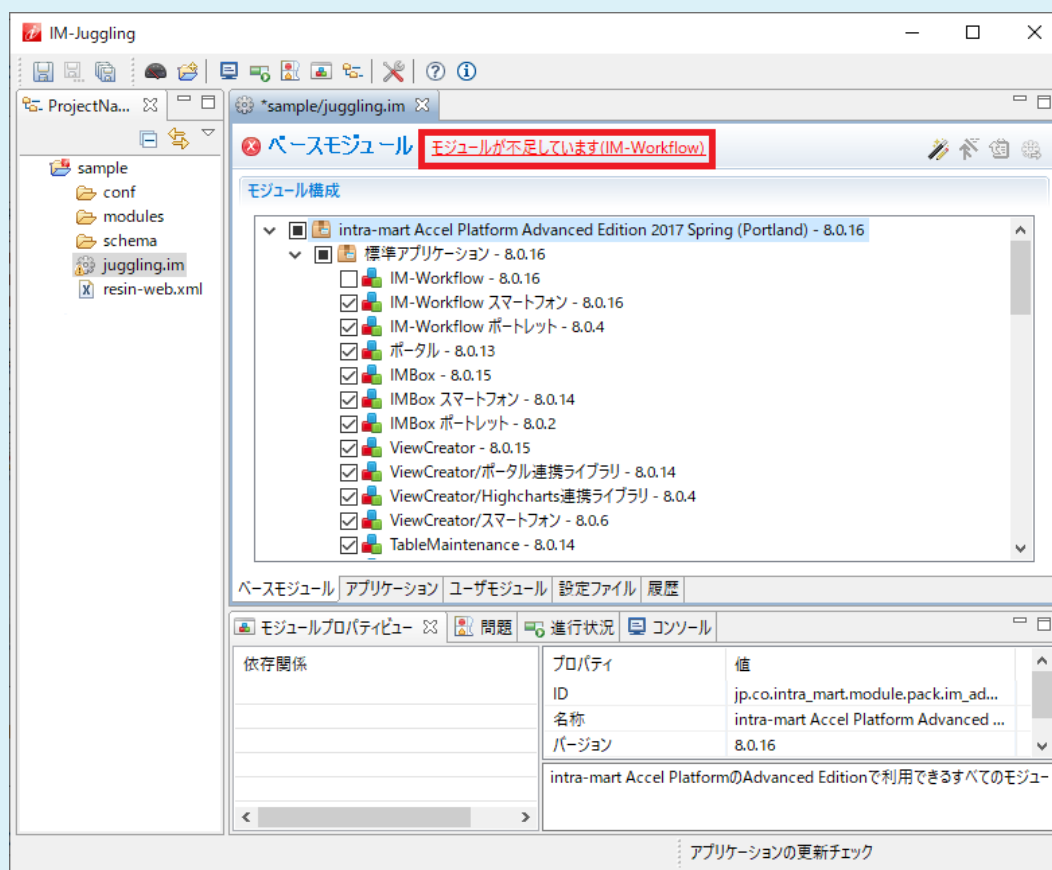 IM-Juggling
ProjectNa...
*sample/juggling.im
sample
conf
modules
schema
juggling.im
resin-web.xml
ベースモジュール
モジュールが不足しています(IM-Workflow)
モジュール構成
intra-mart Accel Platform Advanced Edition 2017 Spring (Portland) - 8.0.16
標準アプリケーション - 8.0.16
IM-Workflow - 8.0.16
IM-Workflow スマートフォン - 8.0.16
IM-Workflow ポートレット - 8.0.4
ポータル - 8.0.13
IMBox - 8.0.15
IMBox スマートフォン - 8.0.14
IMBox ポートレット - 8.0.2
ViewCreator - 8.0.15
ViewCreator/ポータル連携ライブラリ - 8.0.14
ViewCreator/Highcharts連携ライブラリ - 8.0.4
ViewCreator/スマートフォン - 8.0.6
TableMaintenance - 8.0.14
ベースモジュール アプリケーション ユーザモジュール 設定ファイル 履歴
モジュールプロパティビュー 問題 進行状況 コンソール
依存関係
プロパティ 値
ID jp.co.intra_mart.module.pack.im_ad...
名称 intra-mart Accel Platform Advanced ...
バージョン 8.0.16
intra-mart Accel PlatformのAdvanced Editionで利用できるすべてのモジュー
アプリケーションの更新チェック